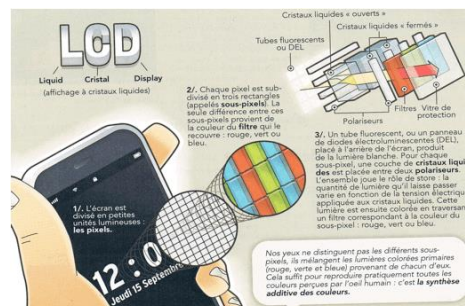 LCD
Liquid Cristal Display
(affichage à cristaux liquides)
Cristaux liquides « ouverts »
Cristaux liquides « fermés »
Tubes fluorescents
ou DEL
Polariseurs
Filtres
Vitre de
protection
1/. L'écran est
divisé en petites
unités lumineuses :
les pixels.
12 : 0
Jeudi 15 Septemb
2/. Chaque pixel est sub-
divisé en trois rectangles
(appelés sous-pixels). La
seule différence entre ces
sous-pixels provient de
la couleur du filtre qui le
recouvre : rouge, vert ou
bleu.
3/. Un tube fluorescent, ou un panneau
de diodes électroluminescentes (DEL),
placé à l'arrière de l'écran, produit
de la lumière blanche. Pour chaque
sous-pixel, une couche de cristaux liqui
des est placée entre deux polariseurs.
L'ensemble joue le rôle de store : la
quantité de lumière qu'il laisse passer
varie en fonction de la tension électriqu
appliquée aux cristaux liquides. Cette
lumière est ensuite colorée en traversan
un filtre correspondant à la couleur du
sous-pixel : rouge, vert ou bleu.
Nos yeux ne distinguent pas les différents sous-
pixels, ils mélangent les lumières colorées primaires
(rouge, verte et bleue) provenant de chacun d'eux.
Cela suffit pour reproduire pratiquement toutes les
couleurs perçues par l'oeil humain : c'est la synthèse
additive des couleurs.